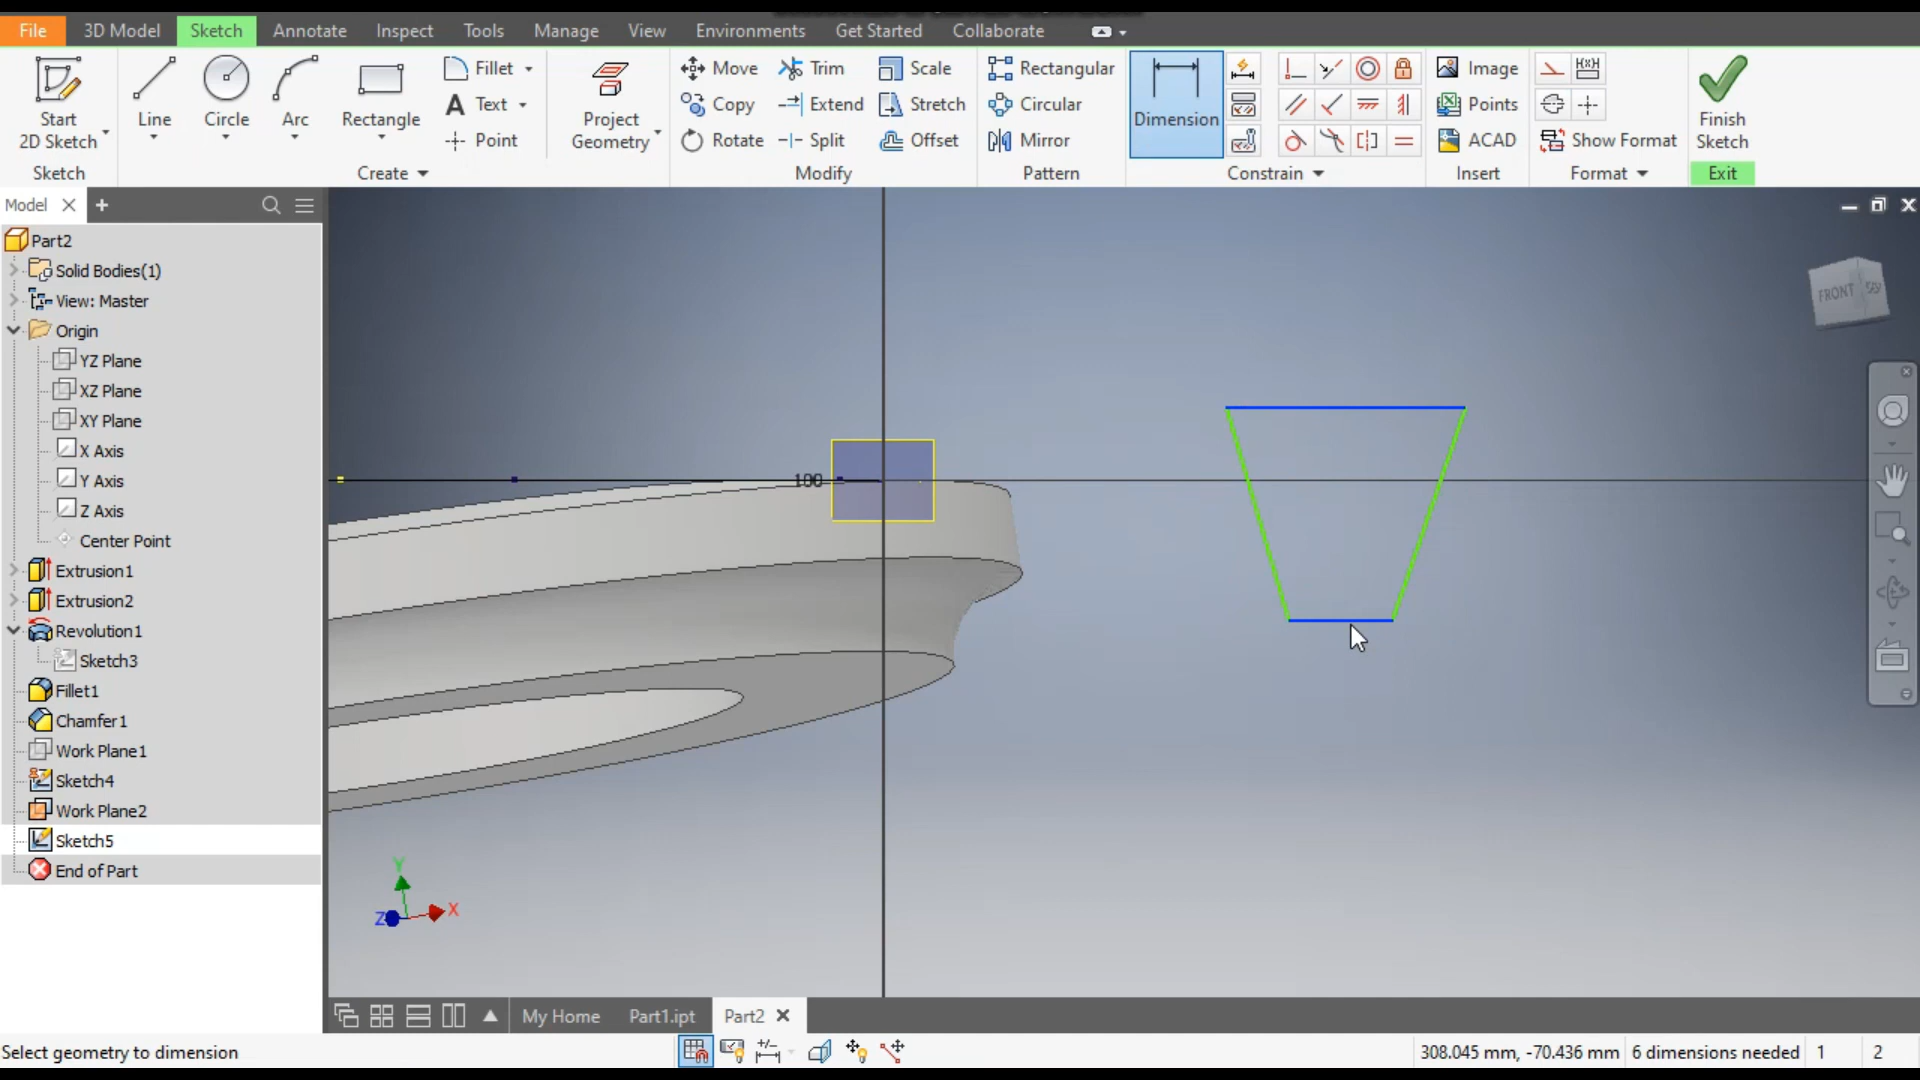 File 3D Model Sketch Annotate Inspect Tools Manage View Environments Get Started Collaborate
Start
2D Sketch
Line
Circle
Arc
Rectangle
Fillet
Text
Point
Project
Geometry
Move
Copy
Rotate
Trim
Extend
Split
Scale
Stretch
Offset
Rectangular
Circular
Mirror
Dimension
Image
Points
ACAD
Show Format
Finish
Sketch
Sketch Create Modify Pattern Constrain Insert Format Exit
Model
Part2
Solid Bodies(1)
View: Master
Origin
YZ Plane
XZ Plane
XY Plane
X Axis
Y Axis
Z Axis
Center Point
Extrusion1
Extrusion2
Revolution1
Sketch3
Fillet1
Chamfer1
Work Plane1
Sketch4
Work Plane2
Sketch5
End of Part
100
FRONT
Y
Z
X
My Home Part1.ipt Part2
Select geometry to dimension
308.045 mm, -70.436 mm 6 dimensions needed 1 2